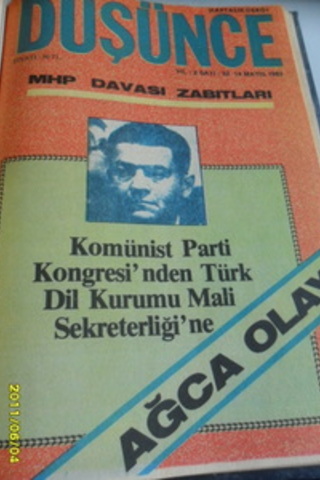 DÜŞÜNCE
MHP DAVASI ZABITLARI
Komünist Parti
Kongresi'nden Türk
Dil Kurumu Mali
Sekreterliği'ne
AĞCA OLAY
2011/06/04